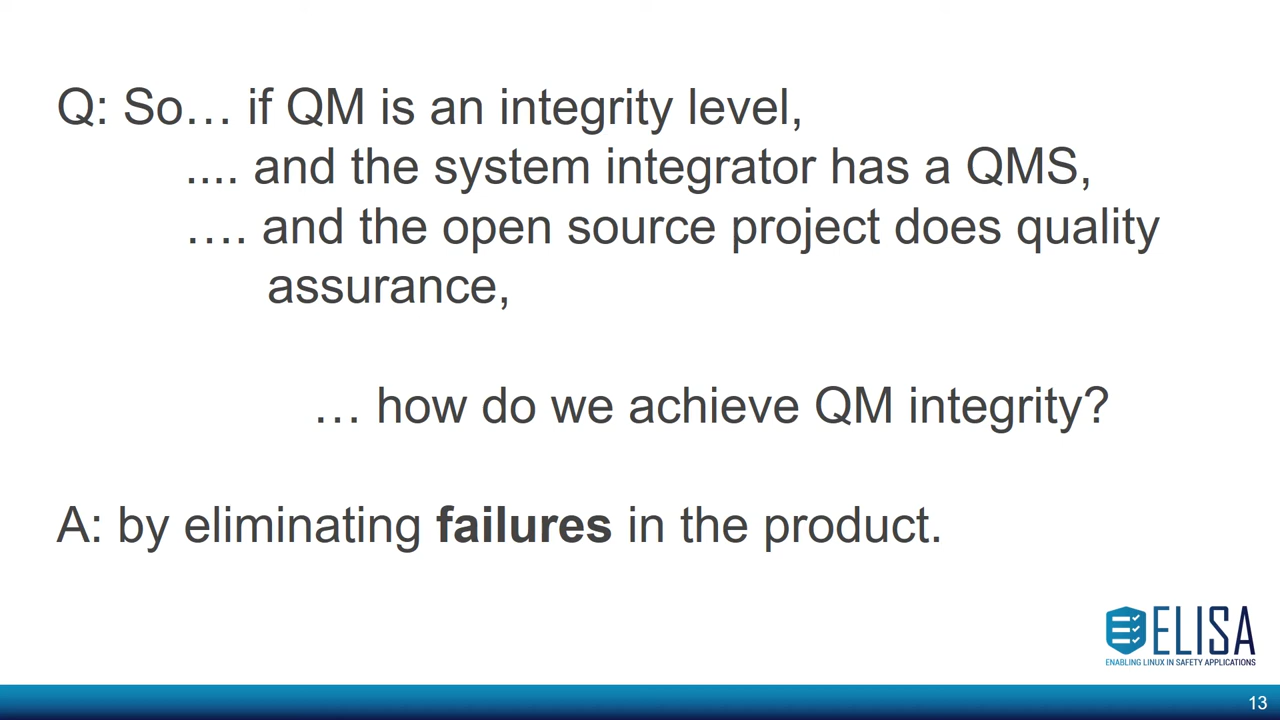 Q: So… if QM is an integrity level,
.... and the system integrator has a QMS,
…. and the open source project does quality
assurance,
… how do we achieve QM integrity?
A: by eliminating failures in the product.
ELISA
ENABLING LINUX IN SAFETY APPLICATIONS
13